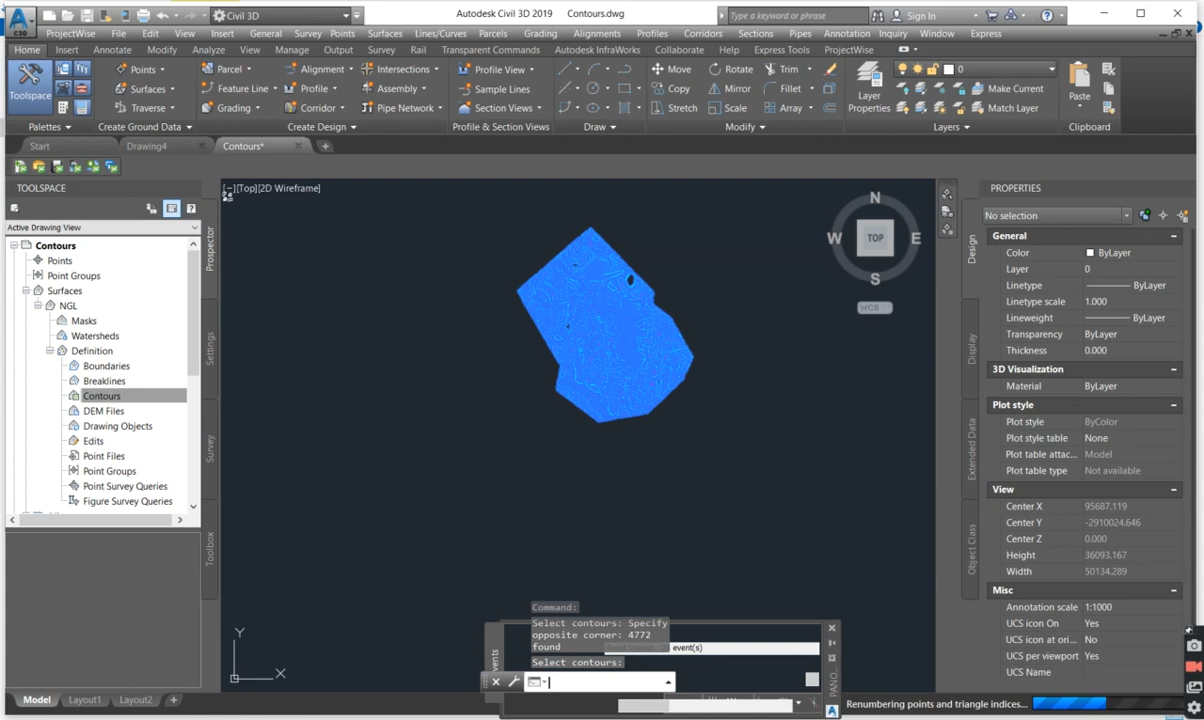 Civil 3D
Autodesk Civil 3D 2019 Contours.dwg
Type a keyword or phrase
Sign In
C3D
ProjectWise File Edit View Insert General Survey Points Surfaces Lines/Curves Parcels Grading Alignments Profiles Corridors Sections Pipes Annotation Inquiry Window Express
Home Insert Annotate Modify Analyze View Manage Output Survey Rail Transparent Commands Autodesk InfraWorks Collaborate Help Express Tools ProjectWise
Toolspace
Points
Surfaces
Traverse
Parcel
Feature Line
Grading
Alignment
Profile
Corridor
Intersections
Assembly
Pipe Network
Profile View
Sample Lines
Section Views
Move
Copy
Stretch
Rotate
Mirror
Scale
Trim
Fillet
Array
Layer
Properties
0
Make Current
Match Layer
Paste
Palettes Create Ground Data Create Design Profile & Section Views Draw Modify Layers Clipboard
Start Drawing4 Contours*
TOOLSPACE
Active Drawing View
Contours
Points
Point Groups
Surfaces
NGL
Masks
Watersheds
Definition
Boundaries
Breaklines
Contours
DEM Files
Drawing Objects
Edits
Point Files
Point Groups
Point Survey Queries
Figure Survey Queries
Prospector
Settings
Survey
Toolbox
[−][Top][2D Wireframe]
N
W TOP E
S
WCS
Y
X
Command:
Select contours: Specify
opposite corner: 4772
found
event(s)
Select contours:
PANO...
Model Layout1 Layout2
PROPERTIES
No selection
Design
Display
Extended Data
Object Class
General
Color ByLayer
Layer 0
Linetype ByLayer
Linetype scale 1.000
Lineweight ByLayer
Transparency ByLayer
Thickness 0.000
3D Visualization
Material ByLayer
Plot style
Plot style ByColor
Plot style table None
Plot table attac... Model
Plot table type Not available
View
Center X 95687.119
Center Y -2910024.646
Center Z 0.000
Height 36093.167
Width 50134.289
Misc
Annotation scale 1:1000
UCS icon On Yes
UCS icon at ori... No
UCS per viewport Yes
UCS Name
Renumbering points and triangle indices...